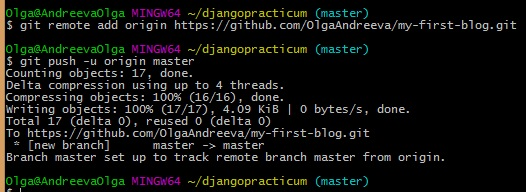 Olga@AndreevaOlga MINGW64 ~/djangopracticum (master)
$ git remote add origin https://github.com/OlgaAndreeva/my-first-blog.git
Olga@AndreevaOlga MINGW64 ~/djangopracticum (master)
$ git push -u origin master
Counting objects: 17, done.
Delta compression using up to 4 threads.
Compressing objects: 100% (16/16), done.
Writing objects: 100% (17/17), 4.09 KiB | 0 bytes/s, done.
Total 17 (delta 0), reused 0 (delta 0)
To https://github.com/OlgaAndreeva/my-first-blog.git
 * [new branch]      master -> master
Branch master set up to track remote branch master from origin.
Olga@AndreevaOlga MINGW64 ~/djangopracticum (master)